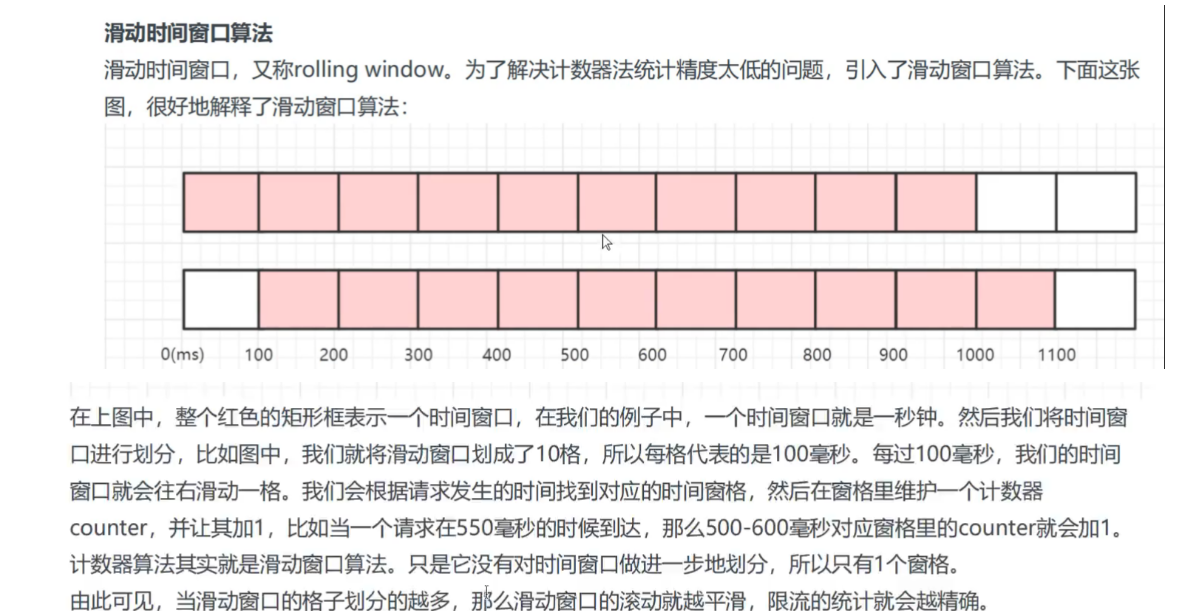 滑动时间窗口算法
滑动时间窗口，又称rolling window。为了解决计数器法统计精度太低的问题，引入了滑动窗口算法。下面这张
图，很好地解释了滑动窗口算法：
0(ms) 100 200 300 400 500 600 700 800 900 1000 1100
在上图中，整个红色的矩形框表示一个时间窗口，在我们的例子中，一个时间窗口就是一秒钟。然后我们将时间窗
口进行划分，比如图中，我们就将滑动窗口划成了10格，所以每格代表的是100毫秒。每过100毫秒，我们的时间
窗口就会往右滑动一格。我们会根据请求发生的时间找到对应的时间窗格，然后在窗格里维护一个计数器
counter，并让其加1，比如当一个请求在550毫秒的时候到达，那么500-600毫秒对应窗格里的counter就会加1。
计数器算法其实就是滑动窗口算法。只是它没有对时间窗口做进一步地划分，所以只有1个窗格。
由此可见，当滑动窗口的格子划分的越多，那么滑动窗口的滚动就越平滑，限流的统计就会越精确。